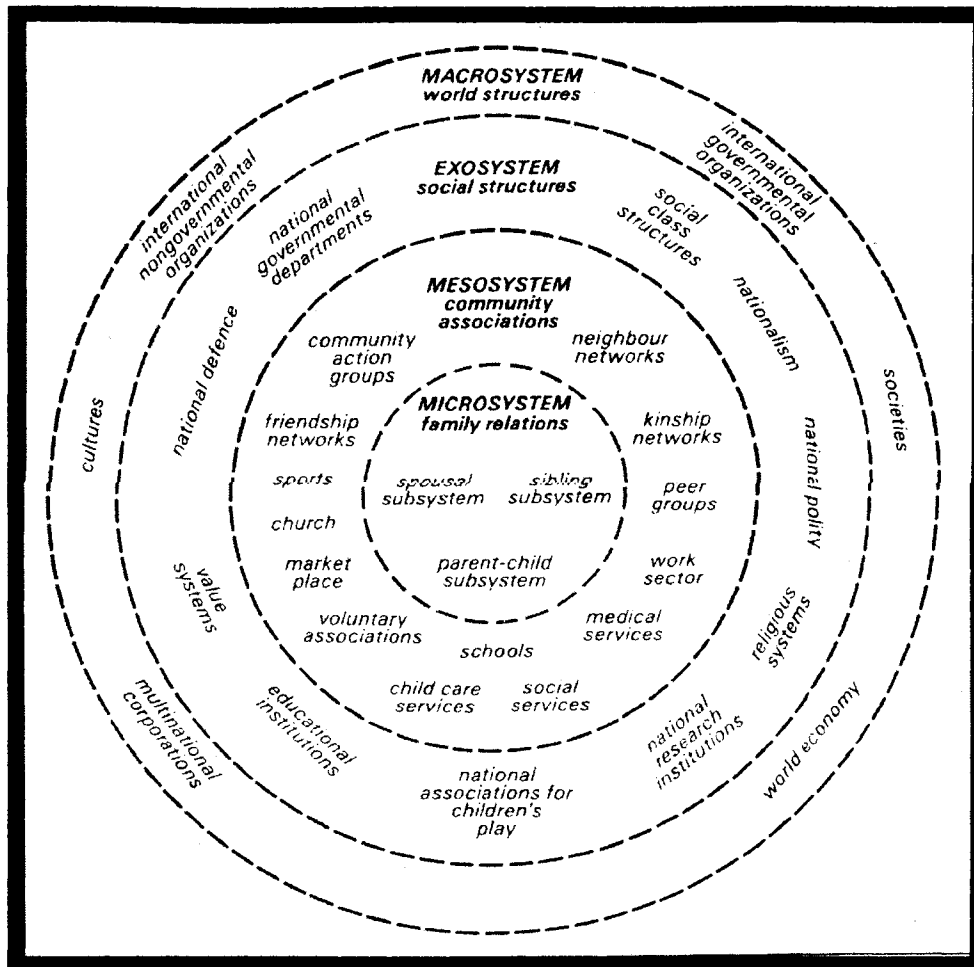 MACROSYSTEM
world structures
international
nongovernmental
organizations
international
governmental
organizations
cultures
societies
multinational
corporations
world economy
EXOSYSTEM
social structures
national
governmental
departments
social
class
structures
national defence
nationalism
national polity
value
systems
religious
systems
educational
institutions
national
research
institutions
national
associations for
children's
play
MESOSYSTEM
community
associations
community
action
groups
neighbour
networks
friendship
networks
kinship
networks
sports
peer
groups
church
market
place
work
sector
voluntary
associations
medical
services
schools
child care
services
social
services
MICROSYSTEM
family relations
spousal
subsystem
sibling
subsystem
parent-child
subsystem